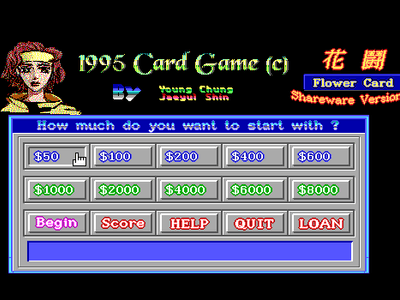 1995 Card Game (c)
花 鬪
By Young Chung
Jaeyul Shin
Flower Card
Shareware Version
How much do you want to start with ?
$50 $100 $200 $400 $600
$1000 $2000 $4000 $6000 $8000
Begin Score HELP QUIT LOAN